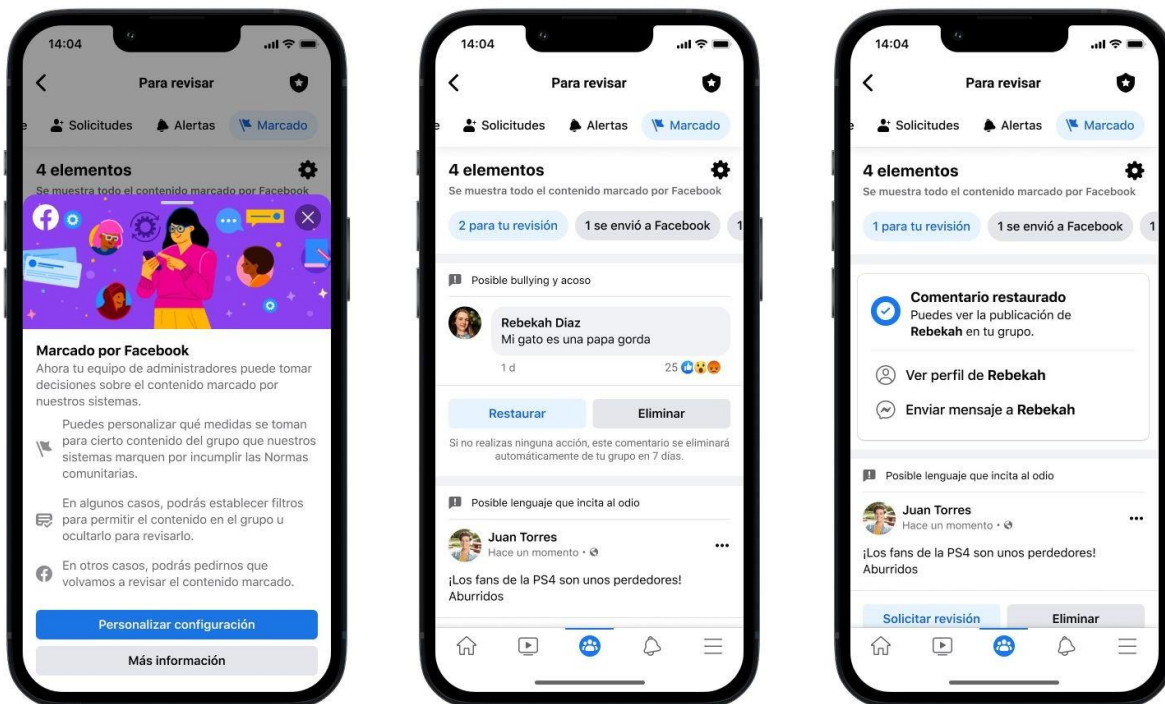 14:04
Para revisar
e Solicitudes Alertas Marcado
4 elementos
Se muestra todo el contenido marcado por Facebook
Marcado por Facebook
Ahora tu equipo de administradores puede tomar
decisiones sobre el contenido marcado por
nuestros sistemas.
Puedes personalizar qué medidas se toman
para cierto contenido del grupo que nuestros
sistemas marquen por incumplir las Normas
comunitarias.
En algunos casos, podrás establecer filtros
para permitir el contenido en el grupo u
ocultarlo para revisarlo.
En otros casos, podrás pedirnos que
volvamos a revisar el contenido marcado.
Personalizar configuración
Más información
14:04
Para revisar
e Solicitudes Alertas Marcado
4 elementos
Se muestra todo el contenido marcado por Facebook
2 para tu revisión 1 se envió a Facebook 1
Posible bullying y acoso
Rebekah Diaz
Mi gato es una papa gorda
1 d 25
Restaurar Eliminar
Si no realizas ninguna acción, este comentario se eliminará
automáticamente de tu grupo en 7 días.
Posible lenguaje que incita al odio
Juan Torres
Hace un momento ·
¡Los fans de la PS4 son unos perdedores!
Aburridos
14:04
Para revisar
e Solicitudes Alertas Marcado
4 elementos
Se muestra todo el contenido marcado por Facebook
1 para tu revisión 1 se envió a Facebook 1
Comentario restaurado
Puedes ver la publicación de
Rebekah en tu grupo.
Ver perfil de Rebekah
Enviar mensaje a Rebekah
Posible lenguaje que incita al odio
Juan Torres
Hace un momento ·
¡Los fans de la PS4 son unos perdedores!
Aburridos
Solicitar revisión Eliminar